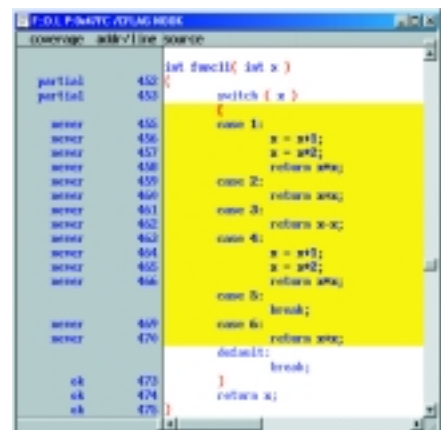 coverage addr/line source
int func11( int x )
partial 452 {
partial 453 switch ( x )
{
never 455 case 1:
never 456 x = x+1;
never 457 x = x*2;
never 458 return x*x;
never 459 case 2:
never 460 return x+x;
never 461 case 3:
never 462 return x-x;
never 463 case 4:
never 464 x = x+1;
never 465 x = x*2;
never 466 return x*x;
case 5:
break;
never 469 case 6:
never 470 return x+x;
default:
break;
ok 473 }
ok 474 return x;
ok 475 }